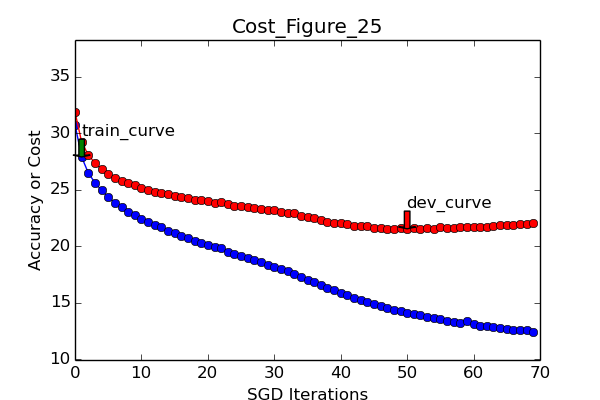 Cost_Figure_25
35
30
25
20
15
10
train_curve
dev_curve
Accuracy or Cost
0 10 20 30 40 50 60 70
SGD Iterations